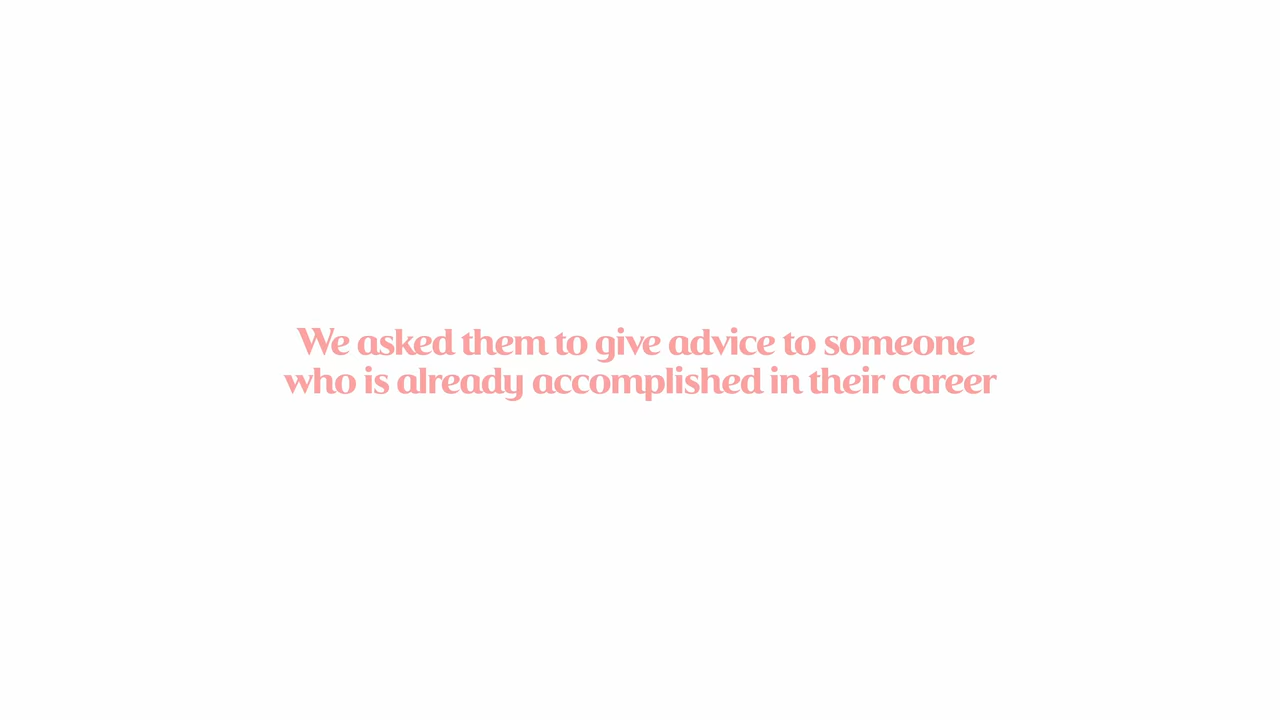 We asked them to give advice to someone
who is already accomplished in their career